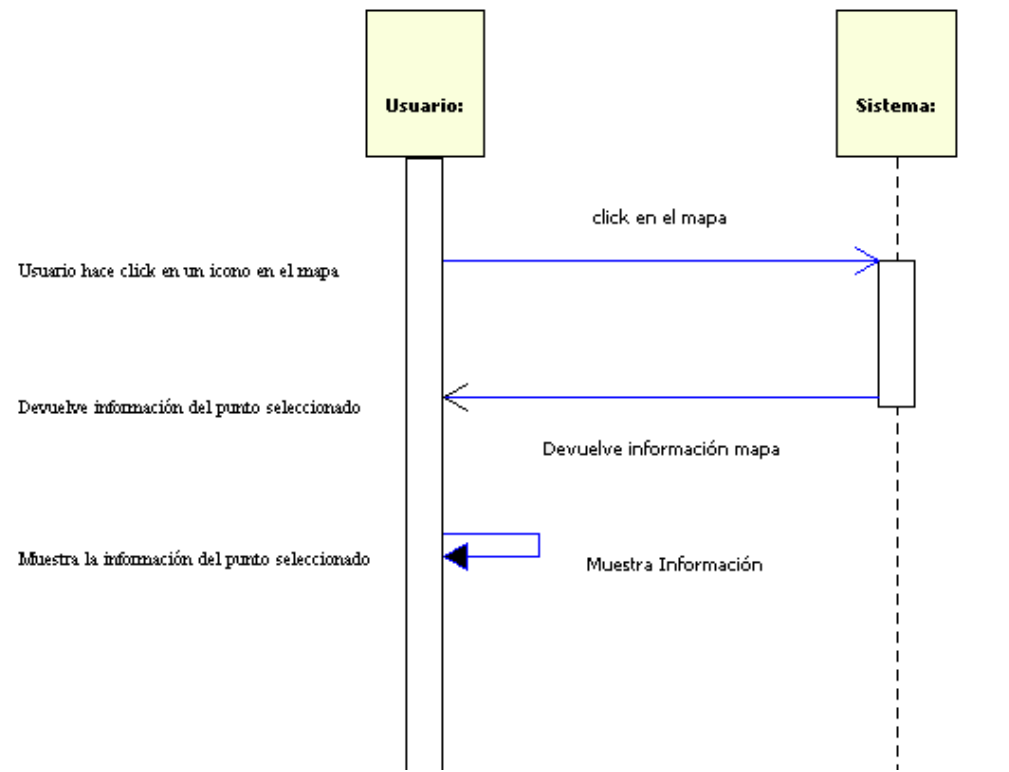 Usuario:
Sistema:
click en el mapa
Usuario hace click en un icono en el mapa
Devuelve información del punto seleccionado
Devuelve información mapa
Muestra la información del punto seleccionado
Muestra Información